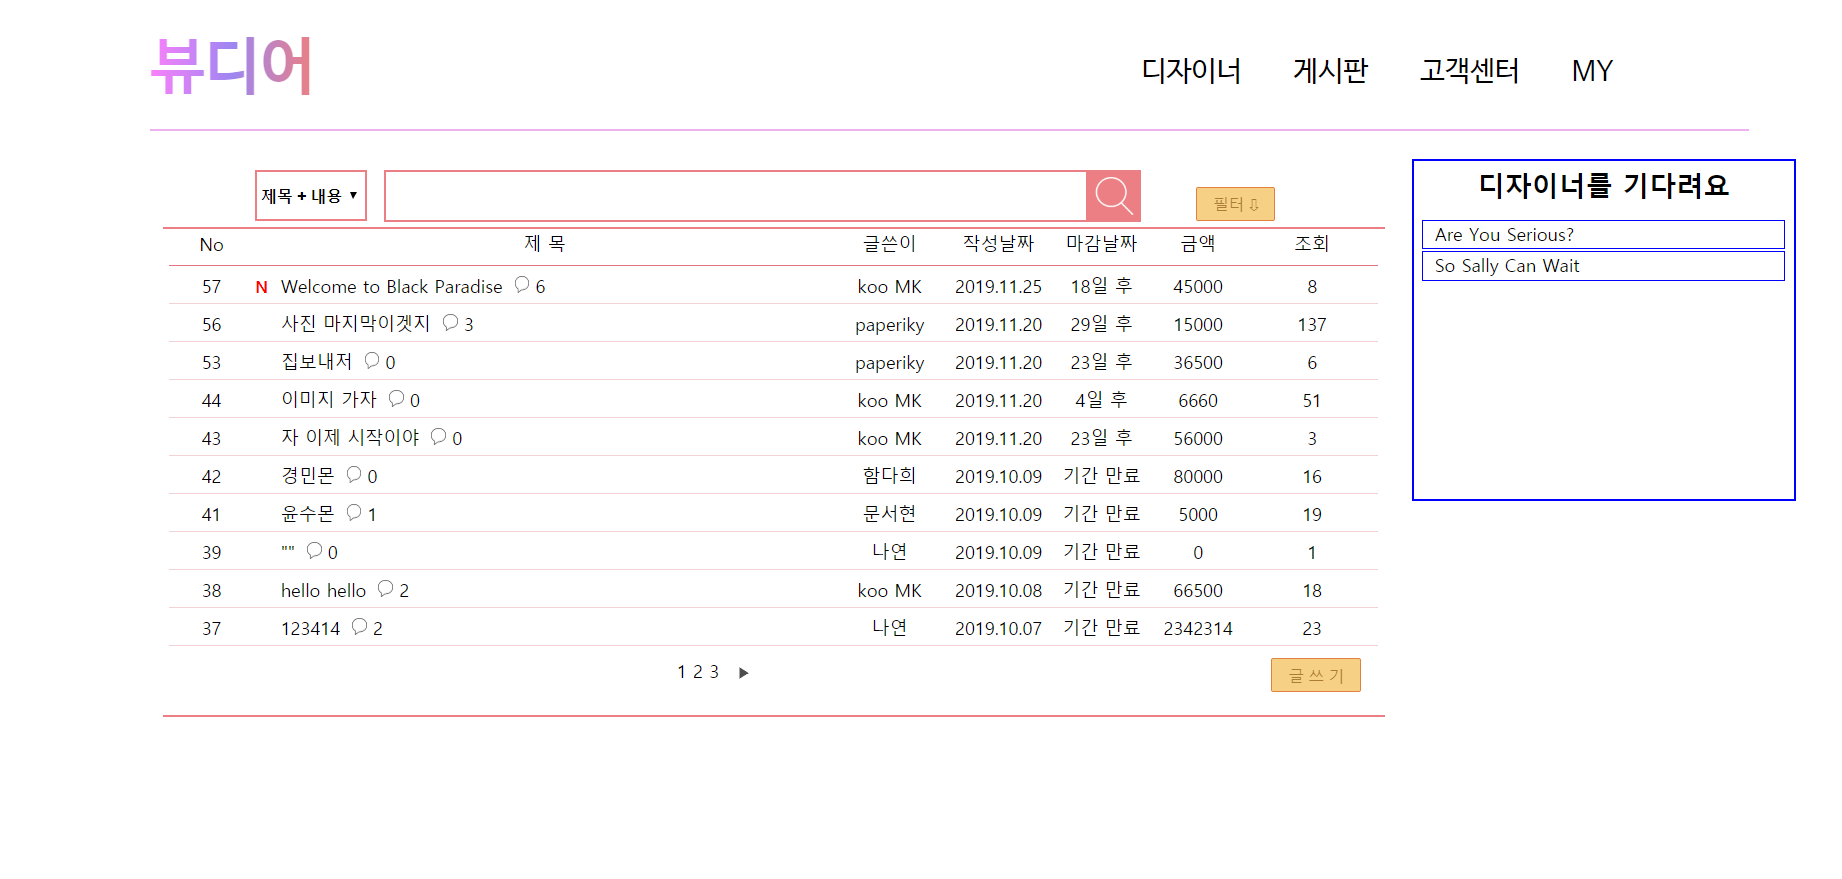 뷰디어
디자이너 게시판 고객센터 MY
제목 + 내용 ▼
필터 ⇩
No 제 목 글쓴이 작성날짜 마감날짜 금액 조회
57 N Welcome to Black Paradise 6 koo MK 2019.11.25 18일 후 45000 8
56 사진 마지막이겟지 3 paperiky 2019.11.20 29일 후 15000 137
53 집보내저 0 paperiky 2019.11.20 23일 후 36500 6
44 이미지 가자 0 koo MK 2019.11.20 4일 후 6660 51
43 자 이제 시작이야 0 koo MK 2019.11.20 23일 후 56000 3
42 경민몬 0 함다희 2019.10.09 기간 만료 80000 16
41 윤수몬 1 문서현 2019.10.09 기간 만료 5000 19
39 "" 0 나연 2019.10.09 기간 만료 0 1
38 hello hello 2 koo MK 2019.10.08 기간 만료 66500 18
37 123414 2 나연 2019.10.07 기간 만료 2342314 23
1 2 3 ▶
글 쓰 기
디자이너를 기다려요
Are You Serious?
So Sally Can Wait